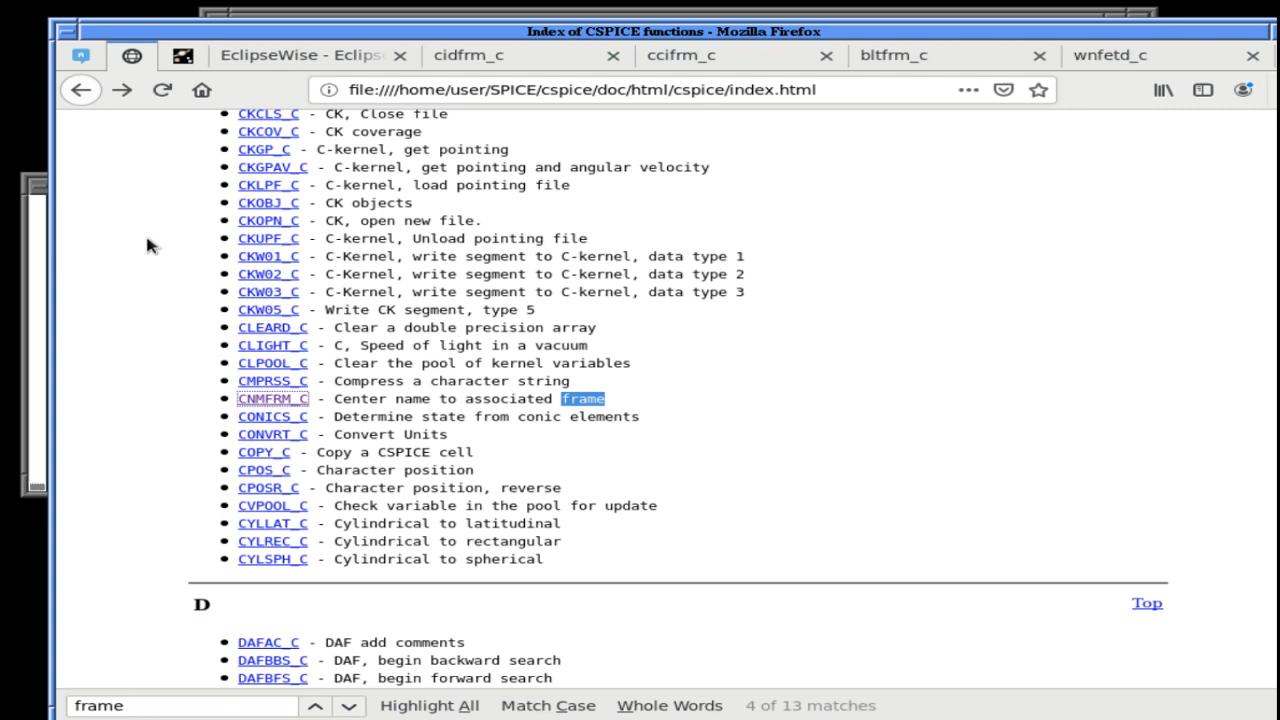 Index of CSPICE functions - Mozilla Firefox
EclipseWise - Eclips
cidfrm_c
ccifrm_c
bltfrm_c
wnfetd_c
file:////home/user/SPICE/cspice/doc/html/cspice/index.html
CKCLS_C - CK, Close file
CKCOV_C - CK coverage
CKGP_C - C-kernel, get pointing
CKGPAV_C - C-kernel, get pointing and angular velocity
CKLPF_C - C-kernel, load pointing file
CKOBJ_C - CK objects
CKOPN_C - CK, open new file.
CKUPF_C - C-kernel, Unload pointing file
CKW01_C - C-Kernel, write segment to C-kernel, data type 1
CKW02_C - C-Kernel, write segment to C-kernel, data type 2
CKW03_C - C-Kernel, write segment to C-kernel, data type 3
CKW05_C - Write CK segment, type 5
CLEARD_C - Clear a double precision array
CLIGHT_C - C, Speed of light in a vacuum
CLPOOL_C - Clear the pool of kernel variables
CMPRSS_C - Compress a character string
CNMFRM_C - Center name to associated frame
CONICS_C - Determine state from conic elements
CONVRT_C - Convert Units
COPY_C - Copy a CSPICE cell
CPOS_C - Character position
CPOSR_C - Character position, reverse
CVPOOL_C - Check variable in the pool for update
CYLLAT_C - Cylindrical to latitudinal
CYLREC_C - Cylindrical to rectangular
CYLSPH_C - Cylindrical to spherical
D
Top
DAFAC_C - DAF add comments
DAFBBS_C - DAF, begin backward search
DAFBFS_C - DAF, begin forward search
frame
Highlight All
Match Case
Whole Words
4 of 13 matches